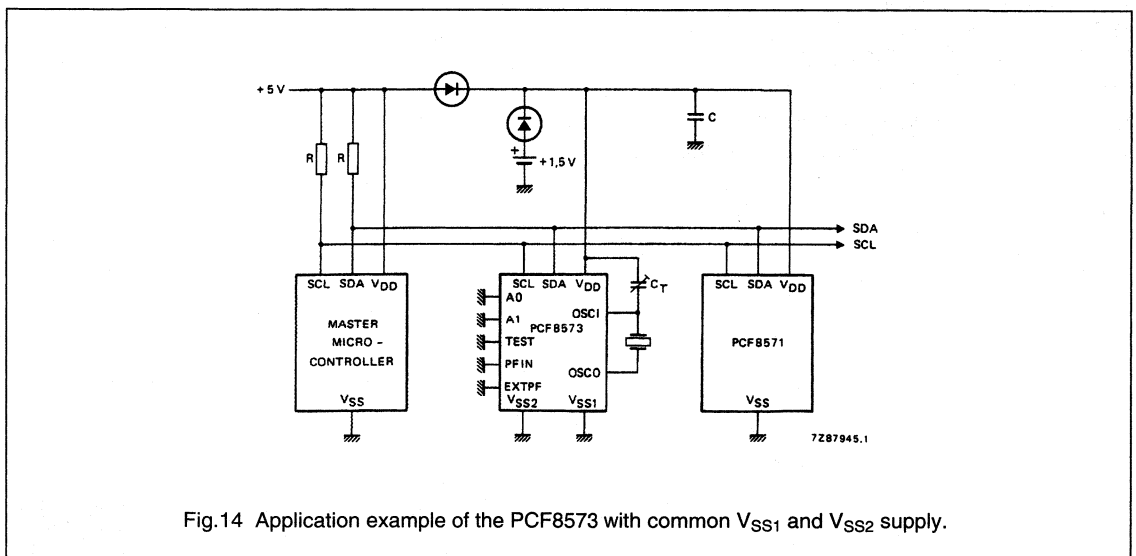 +5V
C
+
+1,5V
R
R
SDA
SCL
SCL SDA VDD
SCL SDA VDD
CT
SCL SDA VDD
A0
A1
OSCI
MASTER
MICRO -
CONTROLLER
TEST
PCF8573
PCF8571
PFIN
OSCO
EXTPF
VSS
VSS2
VSS1
VSS
7Z87945.1
Fig.14 Application example of the PCF8573 with common VSS1 and VSS2 supply.